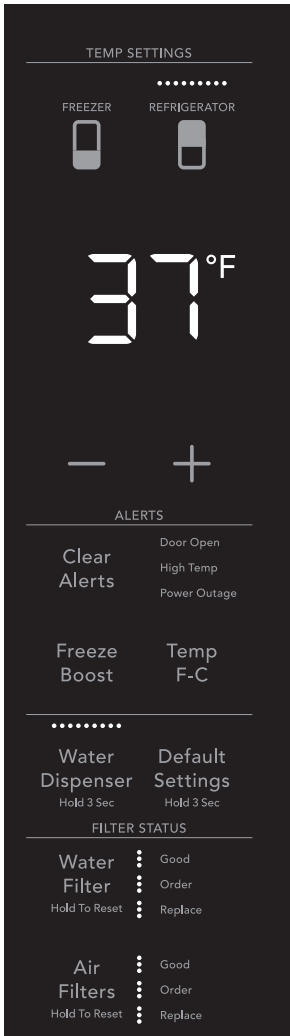 TEMP SETTINGS
FREEZER REFRIGERATOR
37°F
− +
ALERTS
Clear Alerts
Door Open
High Temp
Power Outage
Freeze Boost
Temp F-C
Water Dispenser
Hold 3 Sec
Default Settings
Hold 3 Sec
FILTER STATUS
Water Filter
Hold To Reset
Good
Order
Replace
Air Filters
Hold To Reset
Good
Order
Replace